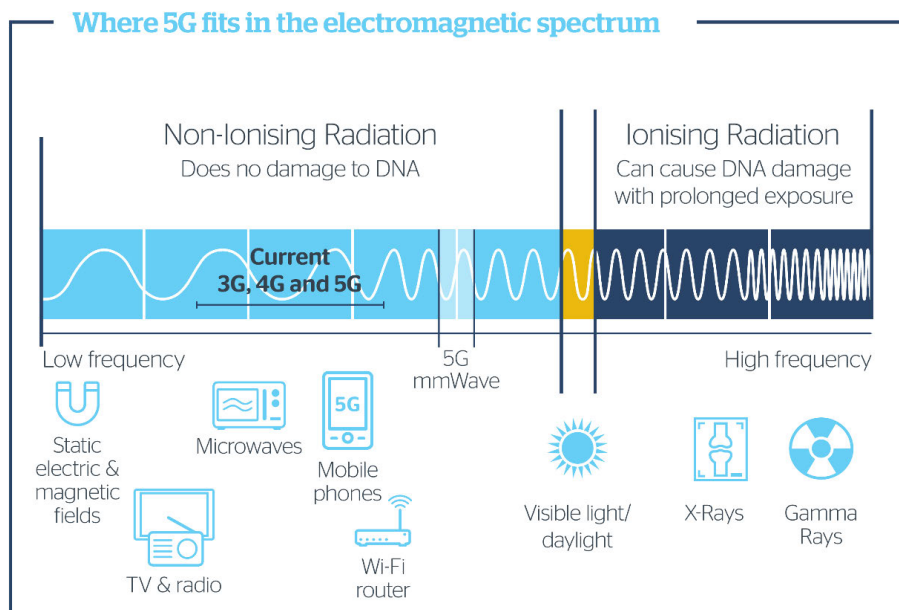 Where 5G fits in the electromagnetic spectrum
Non-Ionising Radiation
Does no damage to DNA
Ionising Radiation
Can cause DNA damage
with prolonged exposure
Current
3G, 4G and 5G
Low frequency
5G
mmWave
High frequency
Static
electric &
magnetic
fields
TV & radio
Microwaves
5G
Mobile
phones
Wi-Fi
router
Visible light/
daylight
X-Rays
Gamma
Rays